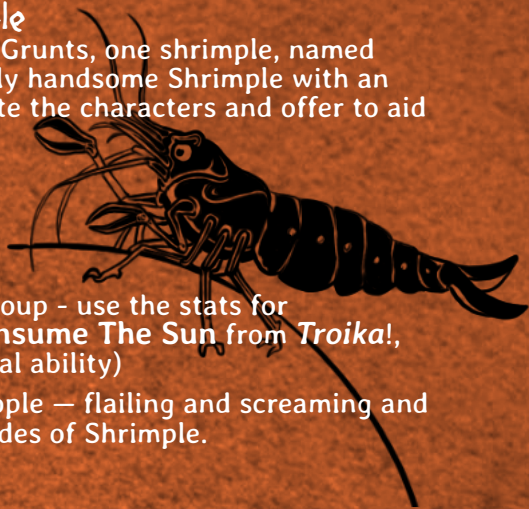 le
Grunts, one shrimple, named
ly handsome Shrimple with an
te the characters and offer to aid
oup - use the stats for
nsume The Sun from Troika!,
al ability)
ople — flailing and screaming and
des of Shrimple.